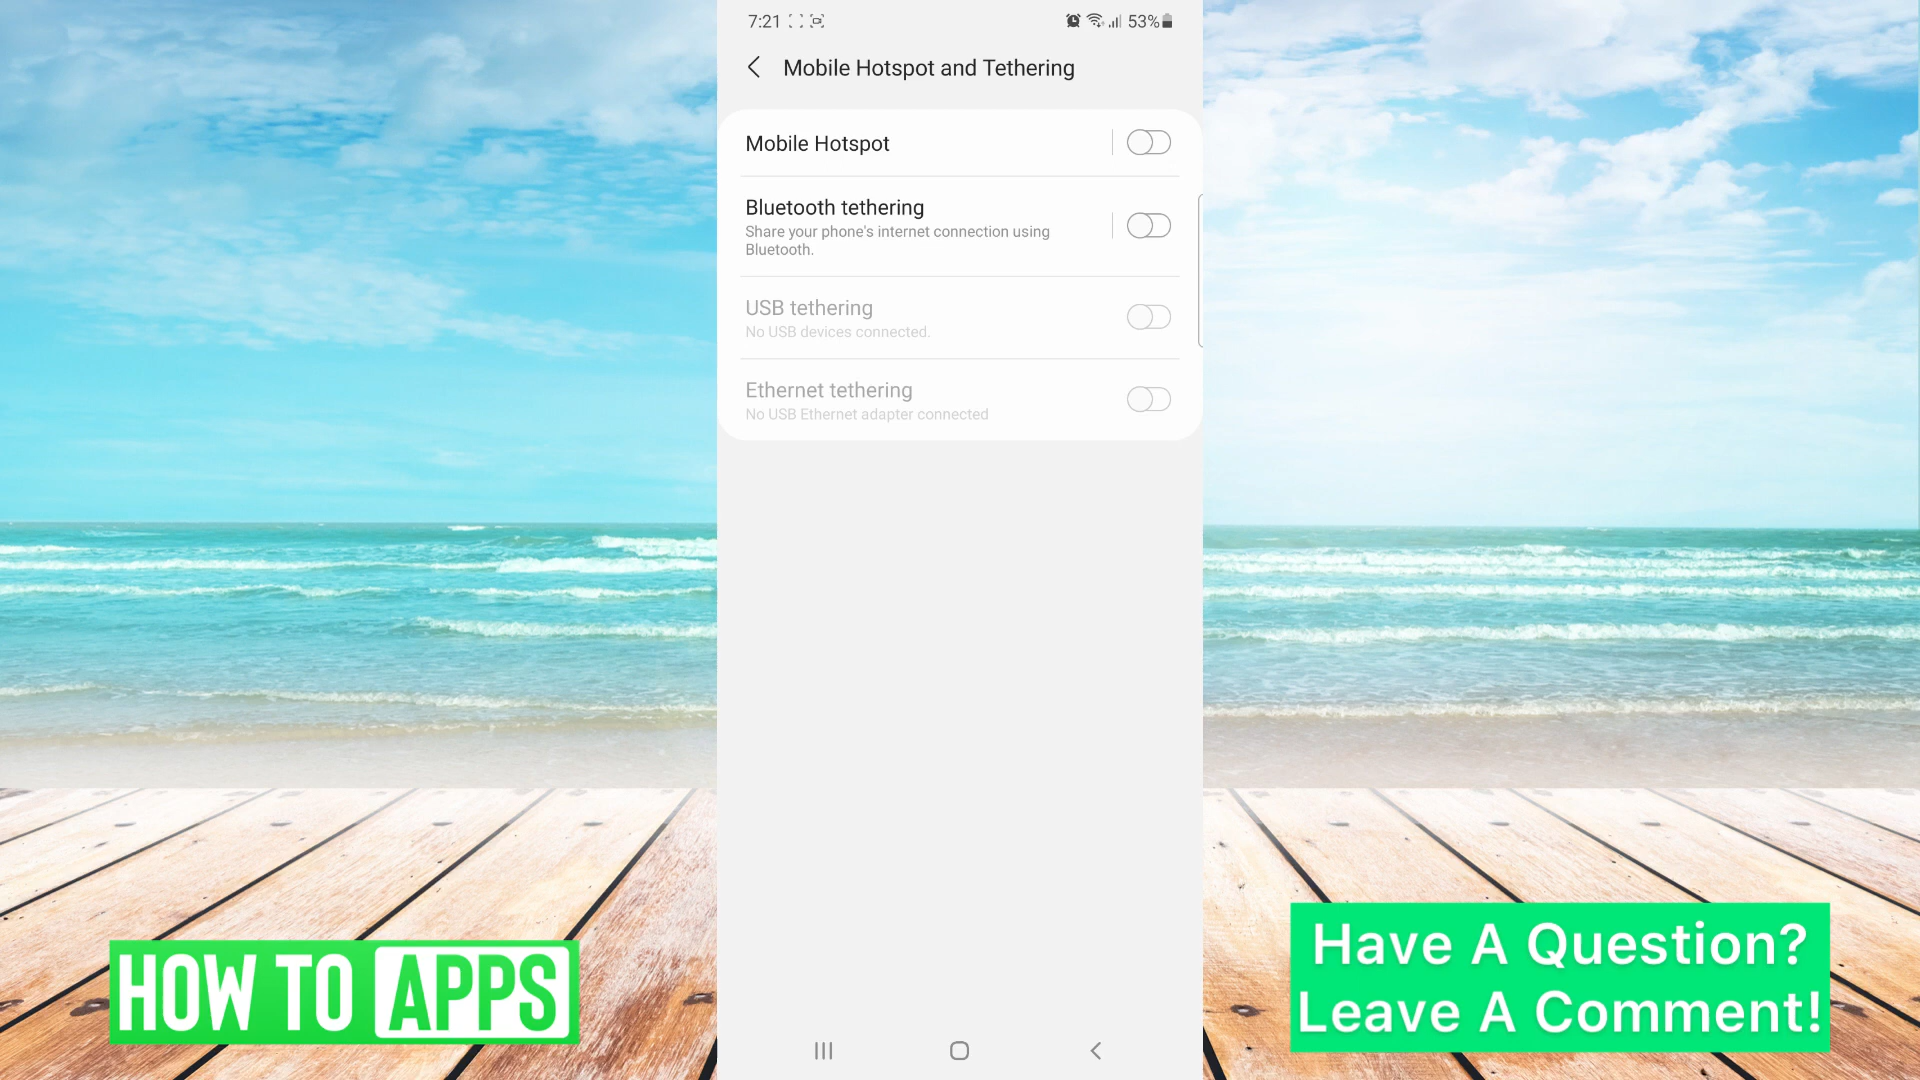 7:21
53%
Mobile Hotspot and Tethering
Mobile Hotspot
Bluetooth tethering
Share your phone's internet connection using
Bluetooth.
USB tethering
No USB devices connected.
Ethernet tethering
No USB Ethernet adapter connected
HOW TO APPS
Have A Question?
Leave A Comment!